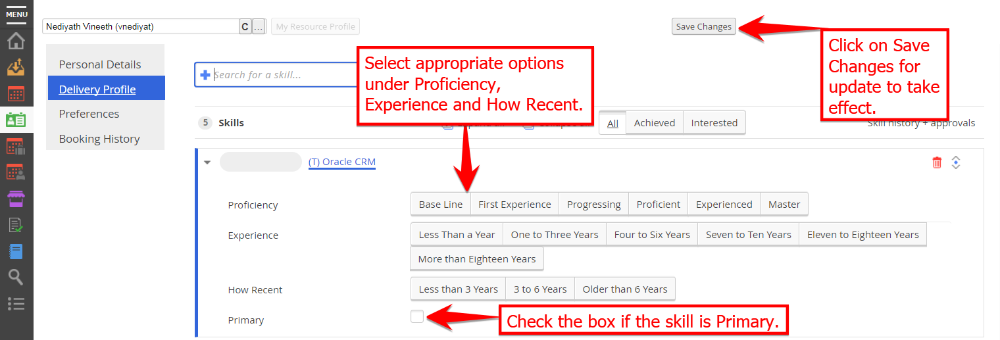 MENU
Nediyath Vineeth (vnediyat) C ... My Resource Profile
Save Changes
Click on Save
Changes for
update to take
effect.
Personal Details
Delivery Profile
Preferences
Booking History
Search for a skill...
Select appropriate options
under Proficiency,
Experience and How Recent.
5 Skills
All Achieved Interested
Skill history + approvals
(T) Oracle CRM
Proficiency Base Line First Experience Progressing Proficient Experienced Master
Experience Less Than a Year One to Three Years Four to Six Years Seven to Ten Years Eleven to Eighteen Years
More than Eighteen Years
How Recent Less than 3 Years 3 to 6 Years Older than 6 Years
Primary
Check the box if the skill is Primary.